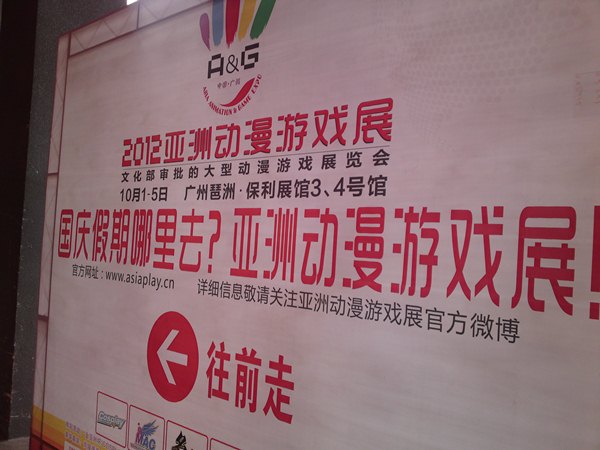 A&G
中国·广州
ASIA ANIMATION & GAME EXPO
2012亚洲动漫游戏展
文化部审批的大型动漫游戏展览会
10月1-5日 广州琶洲·保利展馆3、4号馆
国庆假期哪里去?亚洲动漫游戏展!
官方网址:www.asiaplay.cn 详细信息敬请关注亚洲动漫游戏展官方微博
往前走
MAG